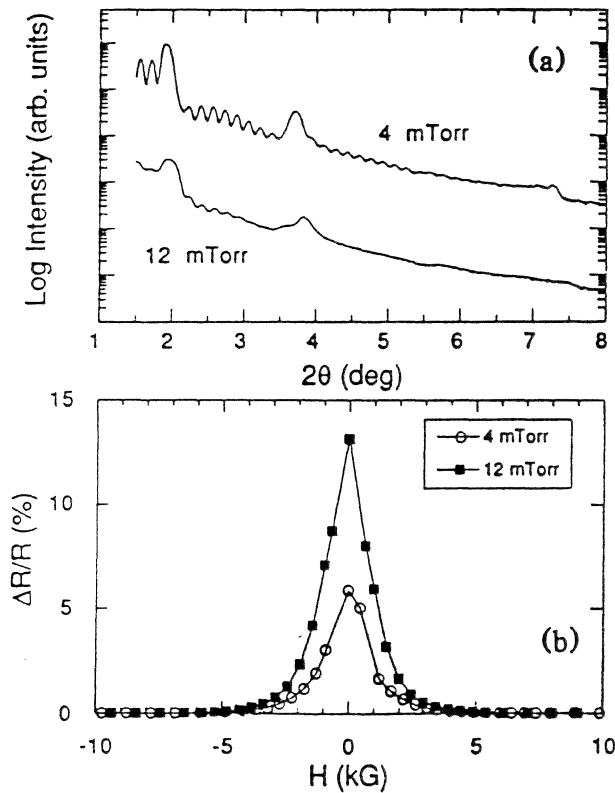 Log Intensity (arb. units)
(a)
4 mTorr
12 mTorr
1 2 3 4 5 6 7 8
2θ (deg)
15
10
5
0
ΔR/R (%)
4 mTorr
12 mTorr
(b)
-10 -5 0 5 10
H (kG)